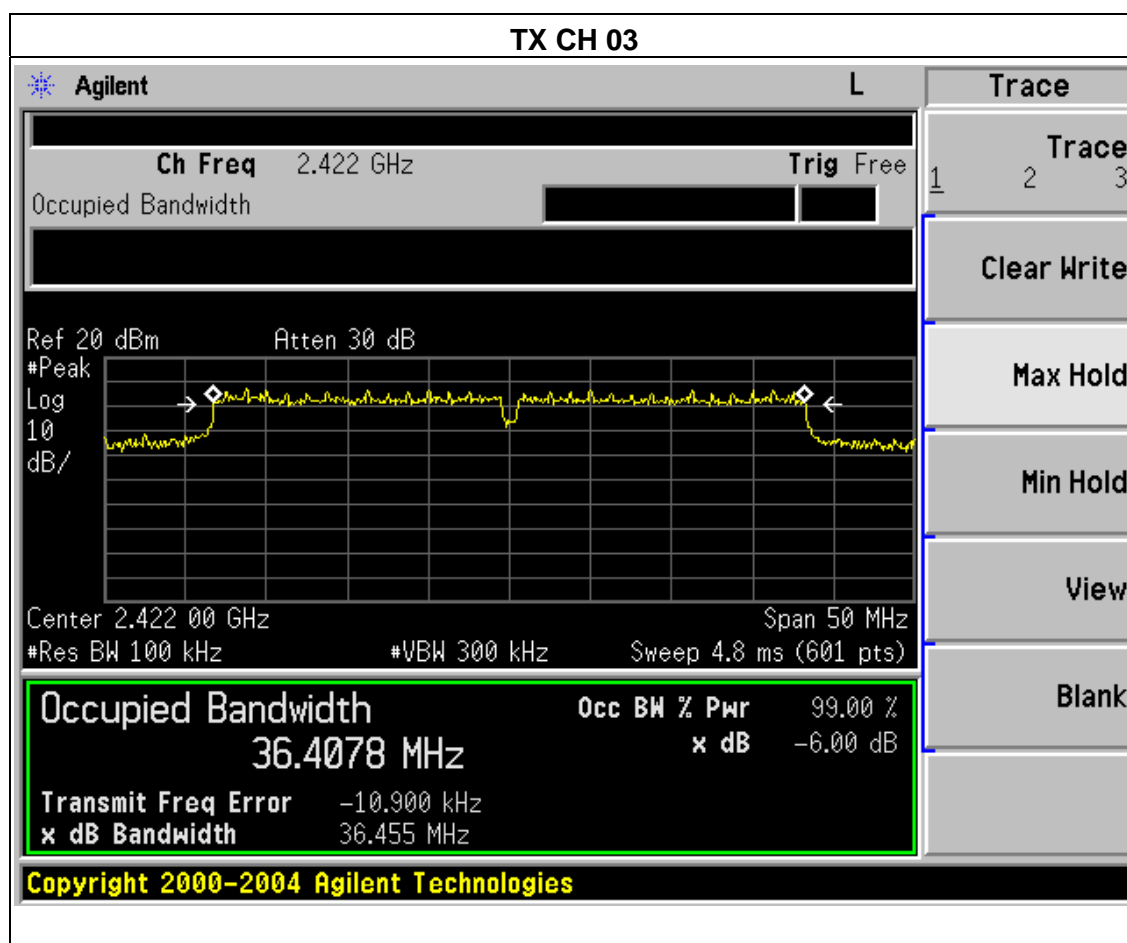 TX CH 03
Agilent L Trace
Ch Freq 2.422 GHz Trig Free
Occupied Bandwidth
Trace
1 2 3
Clear Write
Max Hold
Min Hold
View
Blank
Ref 20 dBm Atten 30 dB
#Peak
Log
10
dB/
Center 2.422 00 GHz Span 50 MHz
#Res BW 100 kHz #VBW 300 kHz Sweep 4.8 ms (601 pts)
Occupied Bandwidth Occ BW % Pwr 99.00 %
36.4078 MHz x dB -6.00 dB
Transmit Freq Error -10.900 kHz
x dB Bandwidth 36.455 MHz
Copyright 2000-2004 Agilent Technologies